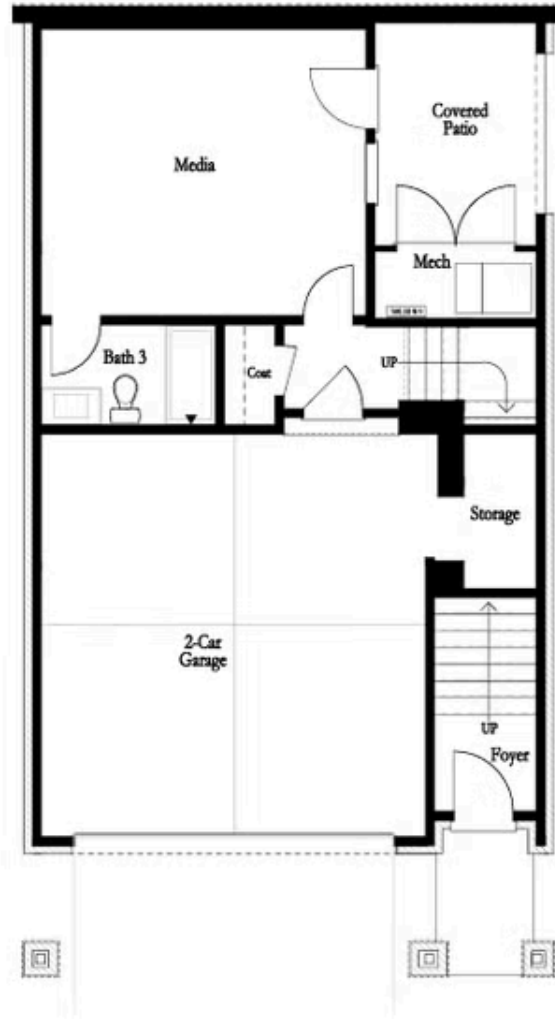 Covered
Patio
Media
Mech
Bath 3
Coat
UP
Storage
2-Car
Garage
UP
Foyer